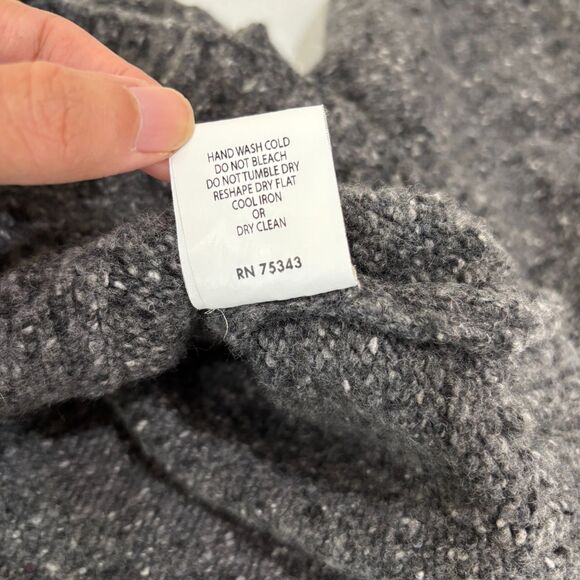 HAND WASH COLD
DO NOT BLEACH
DO NOT TUMBLE DRY
RESHAPE DRY FLAT
COOL IRON
OR
DRY CLEAN
RN 75343